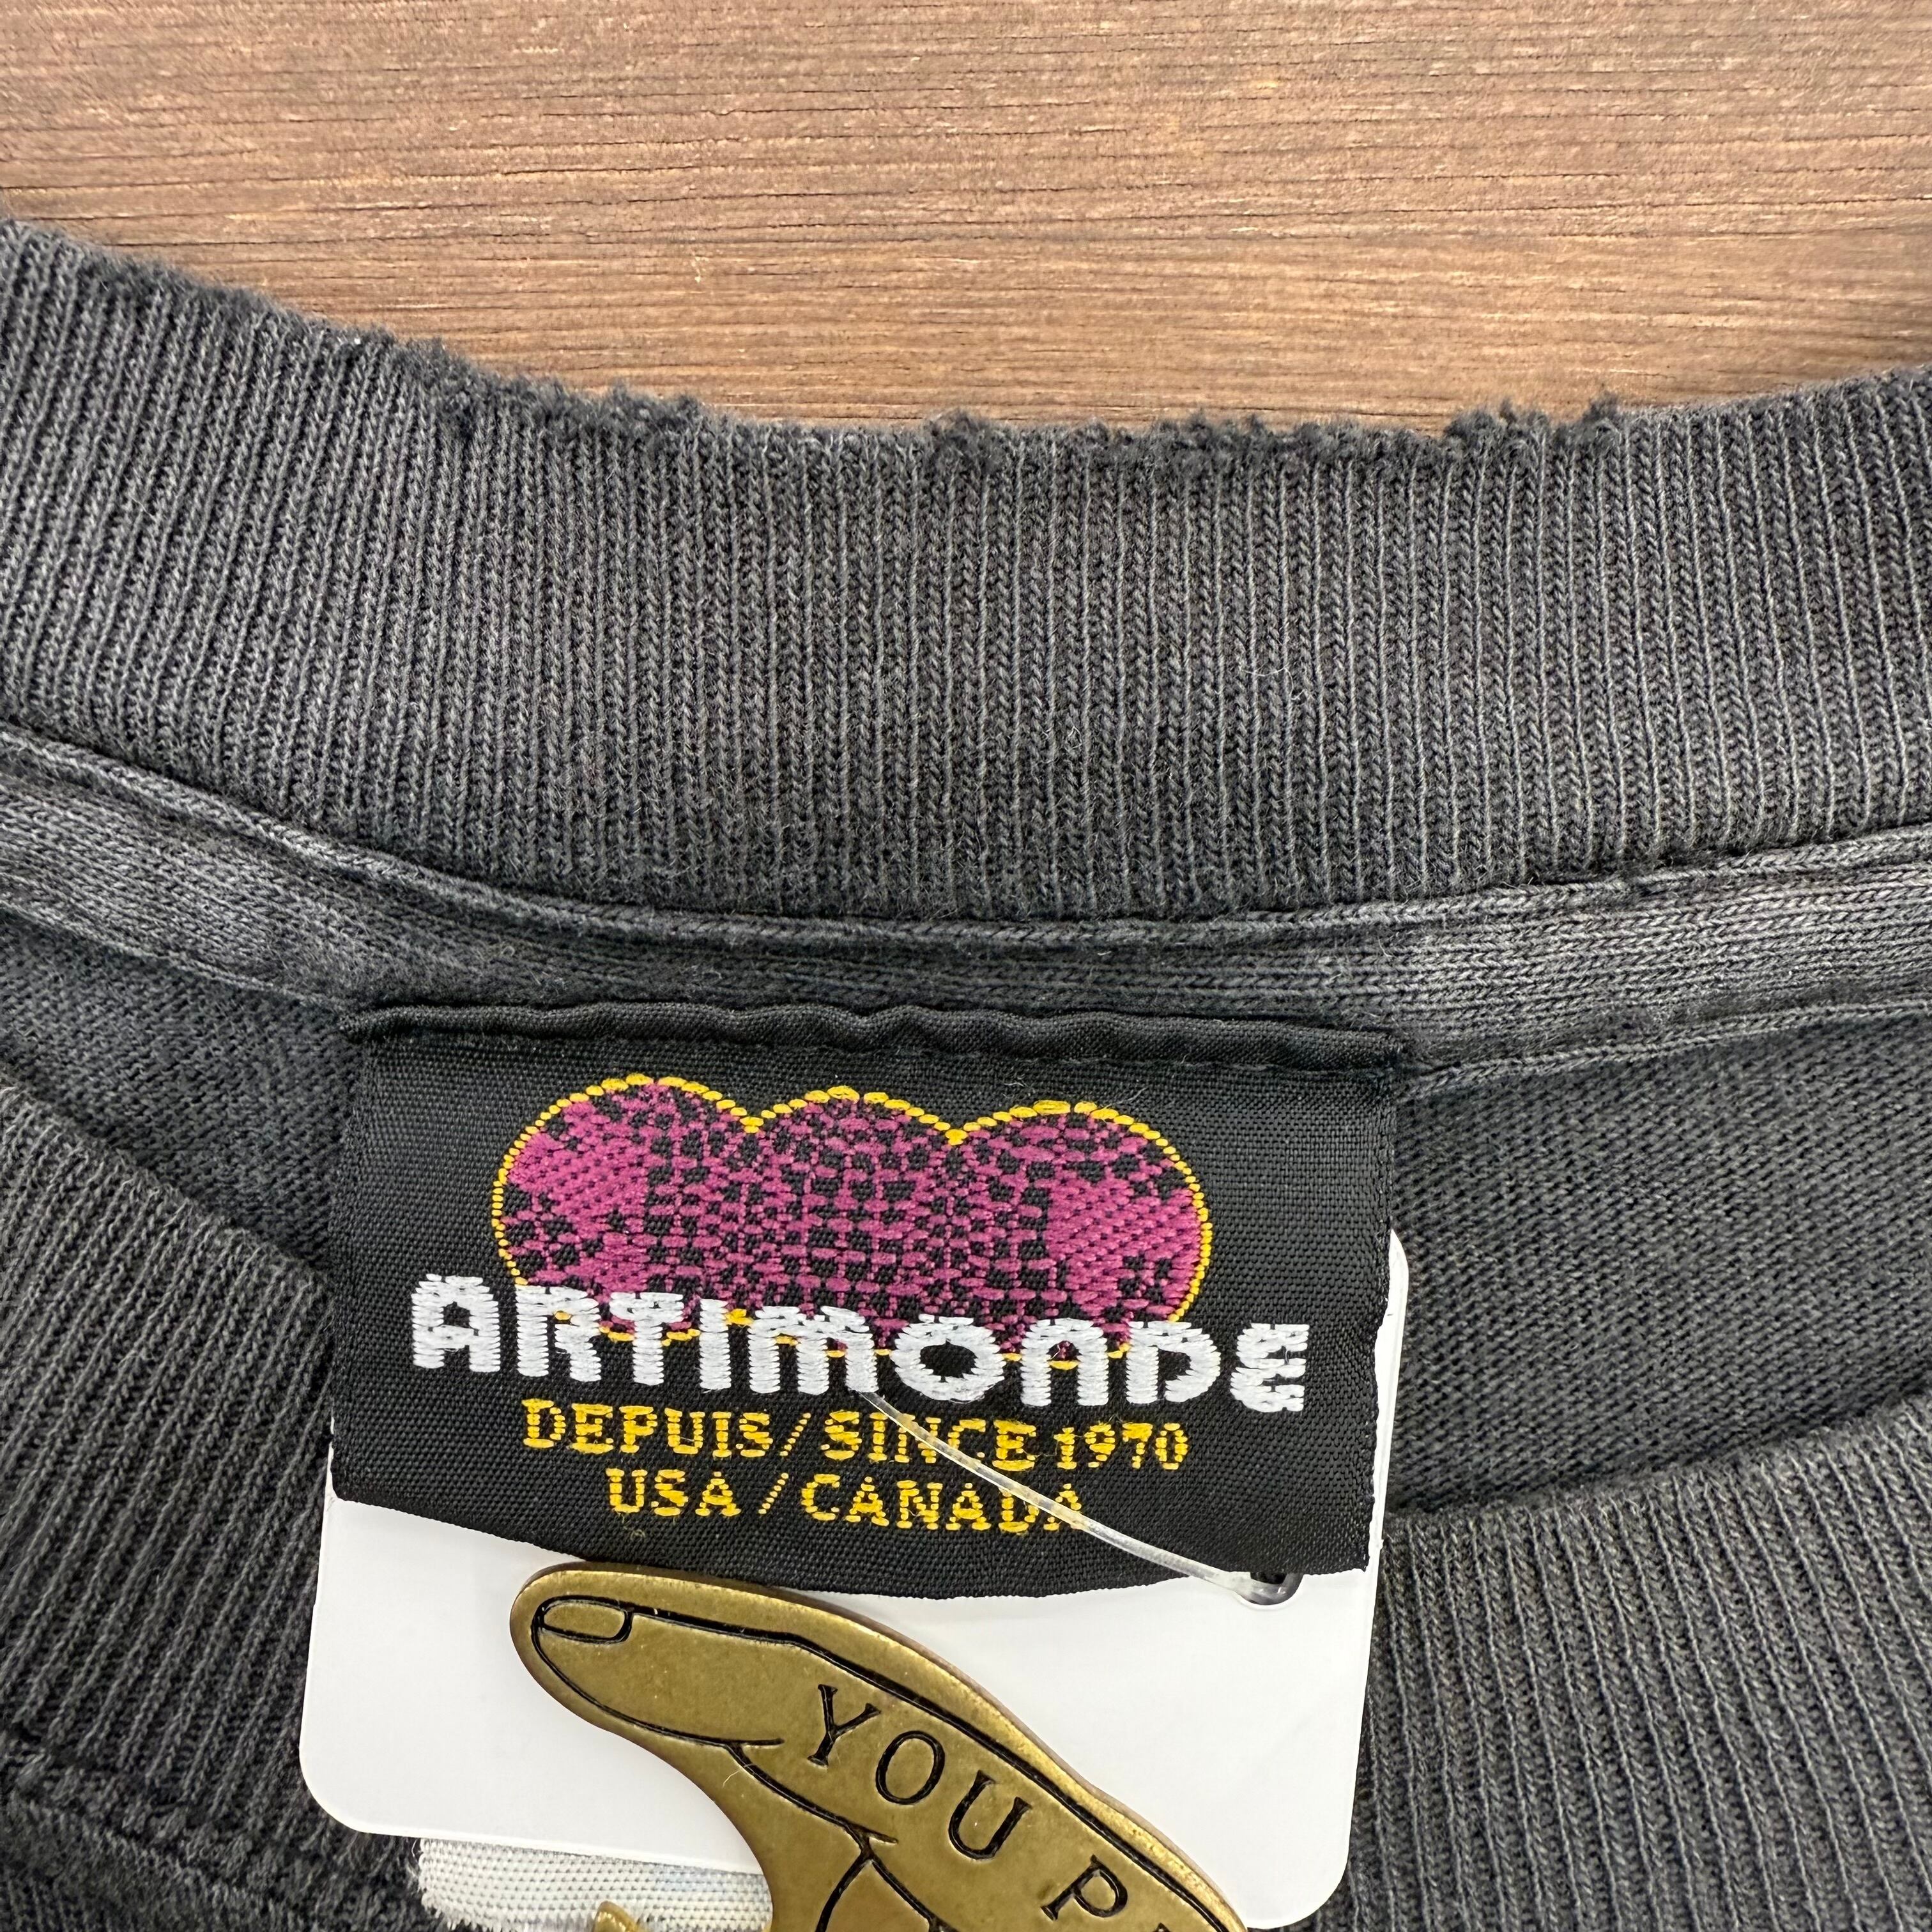 ARTIMONDE
DEPUIS/SINCE 1970
USA/CANADA
YOU